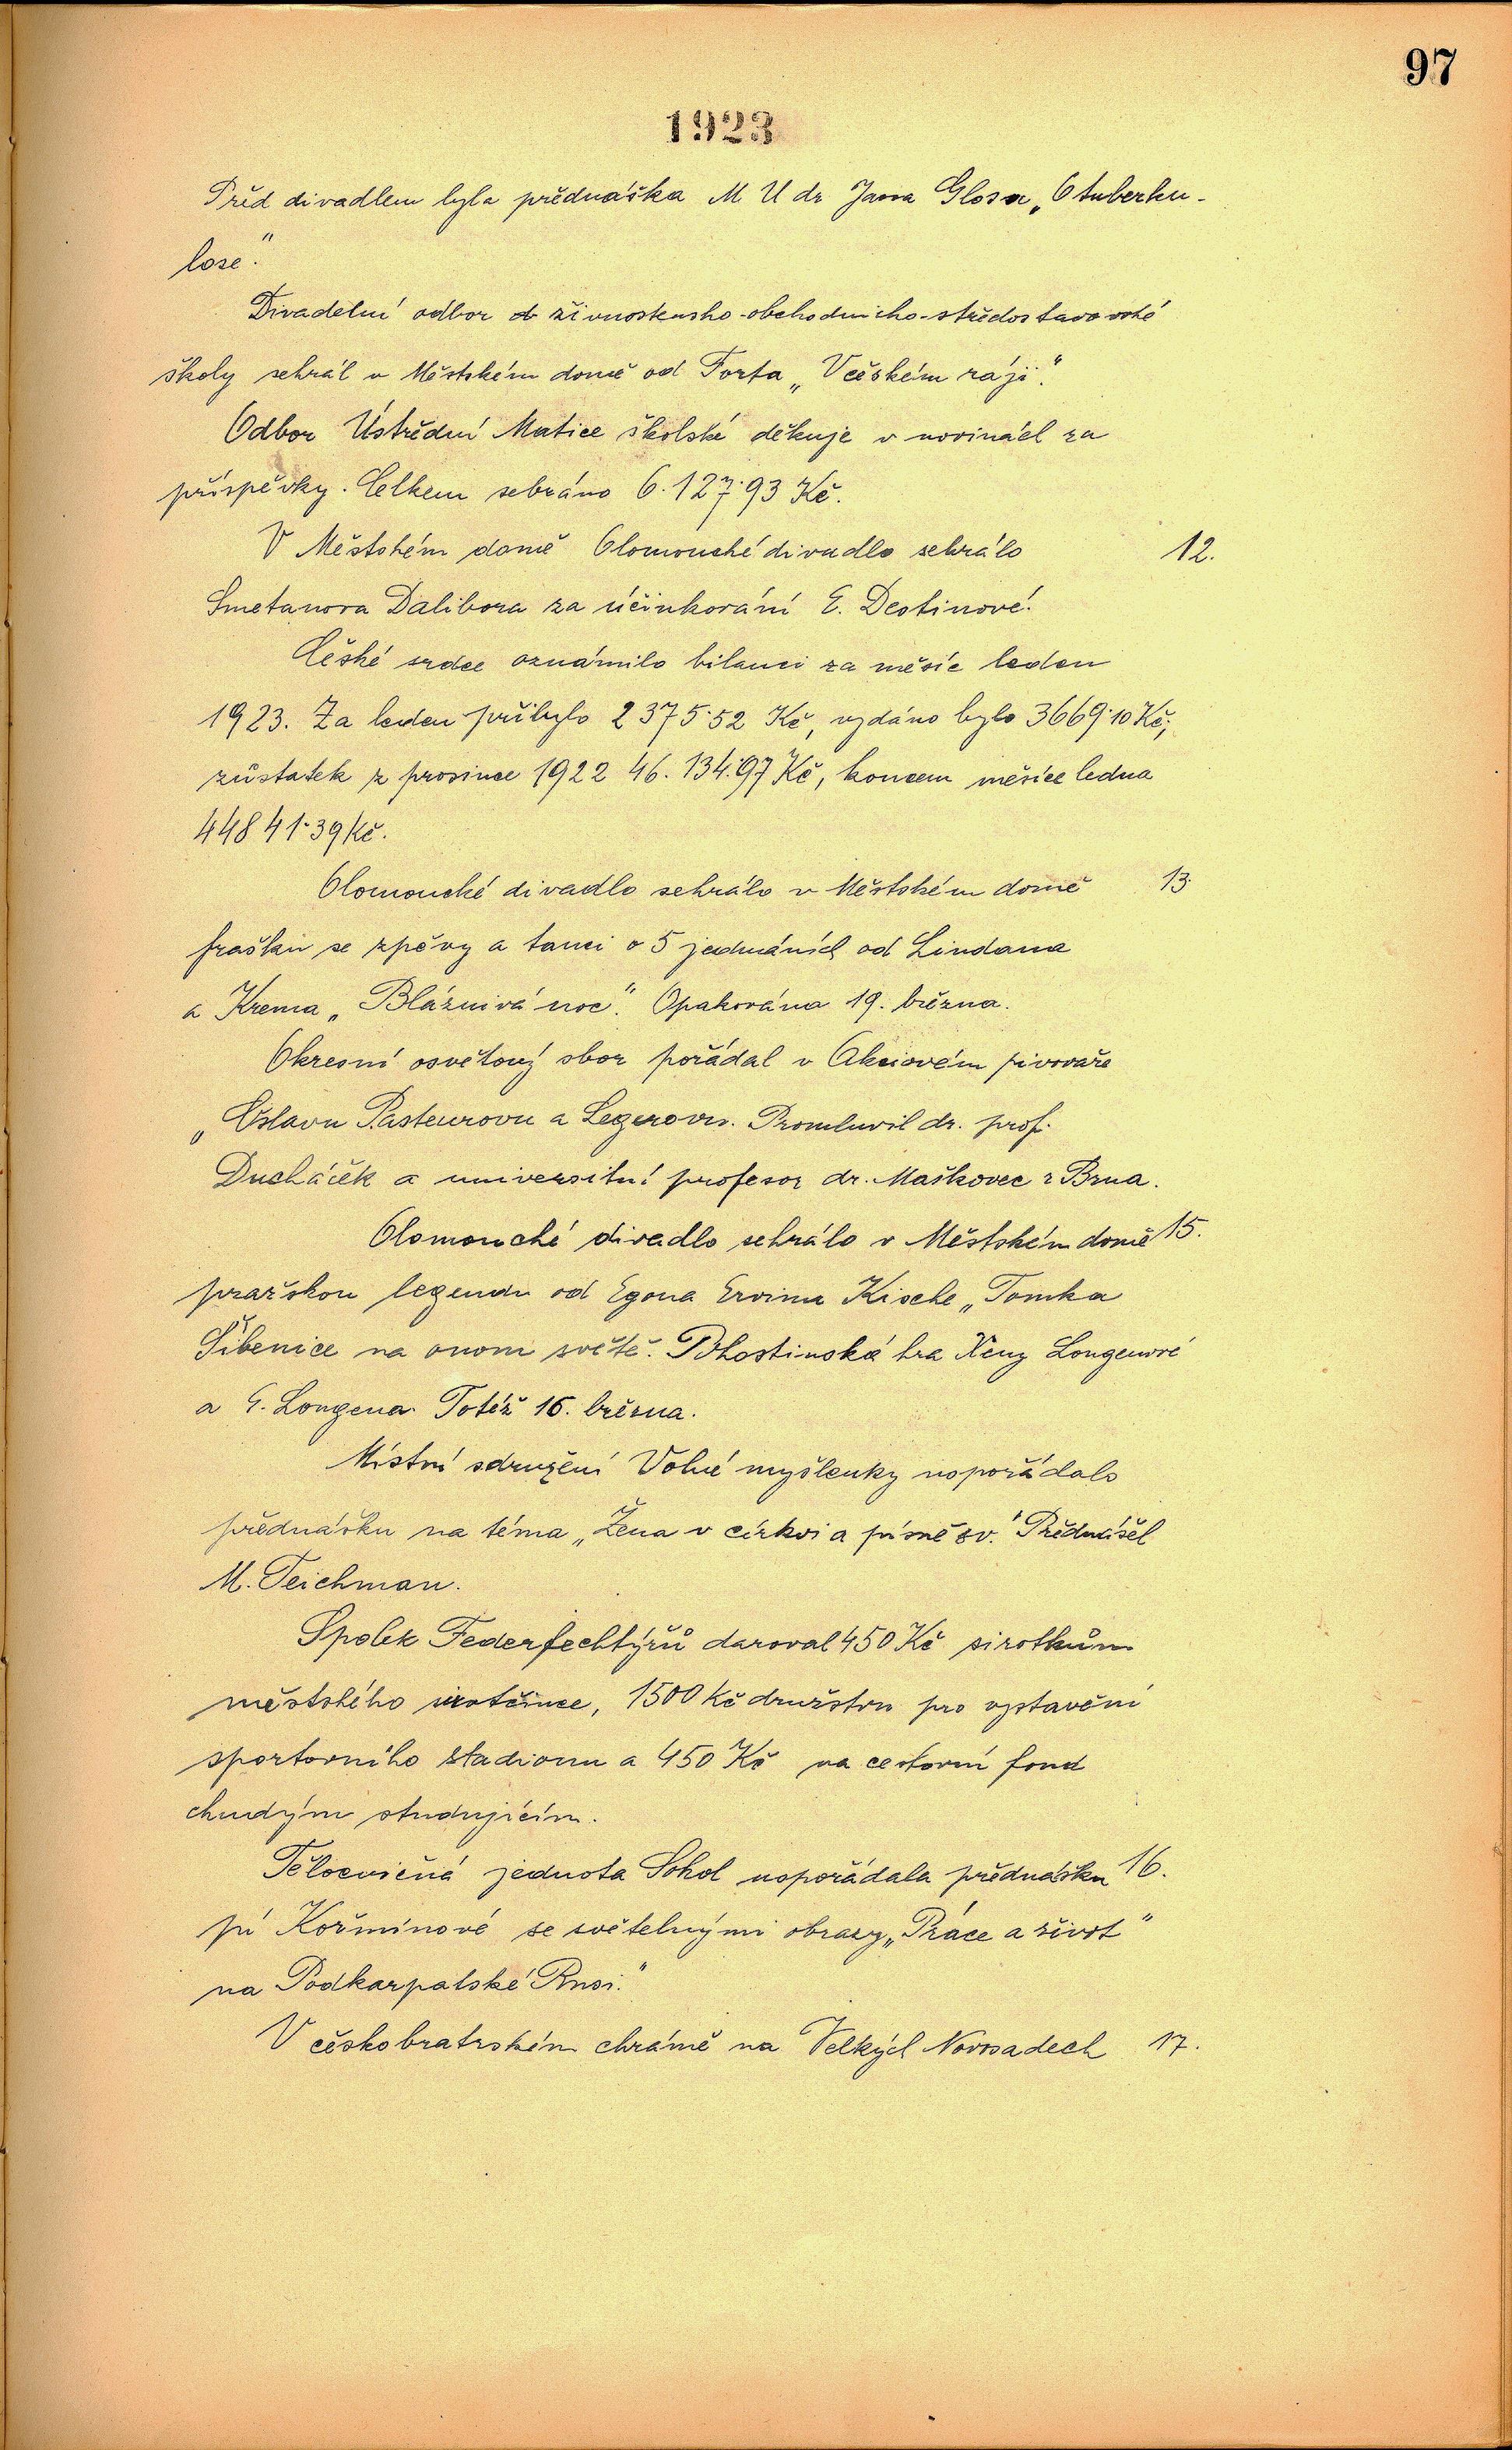 97
1923
Před divadlem byla přednáška M U dr Jana Glosa „O tuberku-
lose".
Divadelní odbor živnostensko-obchodnicho-středostavovské
školy sehrál v Městském domě od Forta „V českém ráji".
Odbor Ústřední Matice školské děkuje v novinách za
příspěvky. Celkem sebráno 6.127·93 Kč.
V Městském domě Olomoucké divadlo sehrálo 12.
Smetanova Dalibora za účinkování E. Destinové.
České srdce oznámilo bilanci za měsíc leden
1923. Za leden přibylo 2375·52 Kč, vydáno bylo 3669·10 Kč,
zůstatek z prosince 1922 46.134·97 Kč, koncem měsíce ledna
44841·39 Kč.
Olomoucké divadlo sehrálo v Městském domě 13.
frašku se zpěvy a tanci o 5 jednáních od Lindana
a Krema „Bláznivá noc". Opakována 19. března.
Okresní osvětový sbor pořádal v Akciovém pivovaře
„Oslavu Pasteurovu a Legerovu. Promluvil dr. prof.
Ducháček a universitní profesor dr. Maškovec z Brna.
Olomoucké divadlo sehrálo v Městském domě 15.
pražskou legendu od Egona Ervina Kische „Tonka
Šibenice na onom světě. Pohostinská hra Xeny Longenové
a E. Longena. Totéž 16. března.
Místní sdružení Volné myšlenky uspořádalo
přednášku na téma „Žena v církvi a písmě sv." Přednášel
M. Teichman.
Spolek Federfechtýřů daroval 450 Kč sirotkům
městského sirotčince, 1500 Kč družstvu pro vystavění
sportovního stadionu a 450 Kč na cestovní fond
chudým studujícím.
Tělocvičná jednota Sokol uspořádala přednášku 16.
pí Kořmínové se světelnými obrazy „Práce a život"
na Podkarpatské Rusi."
V českobratrském chrámě na Velkých Novosadech 17.